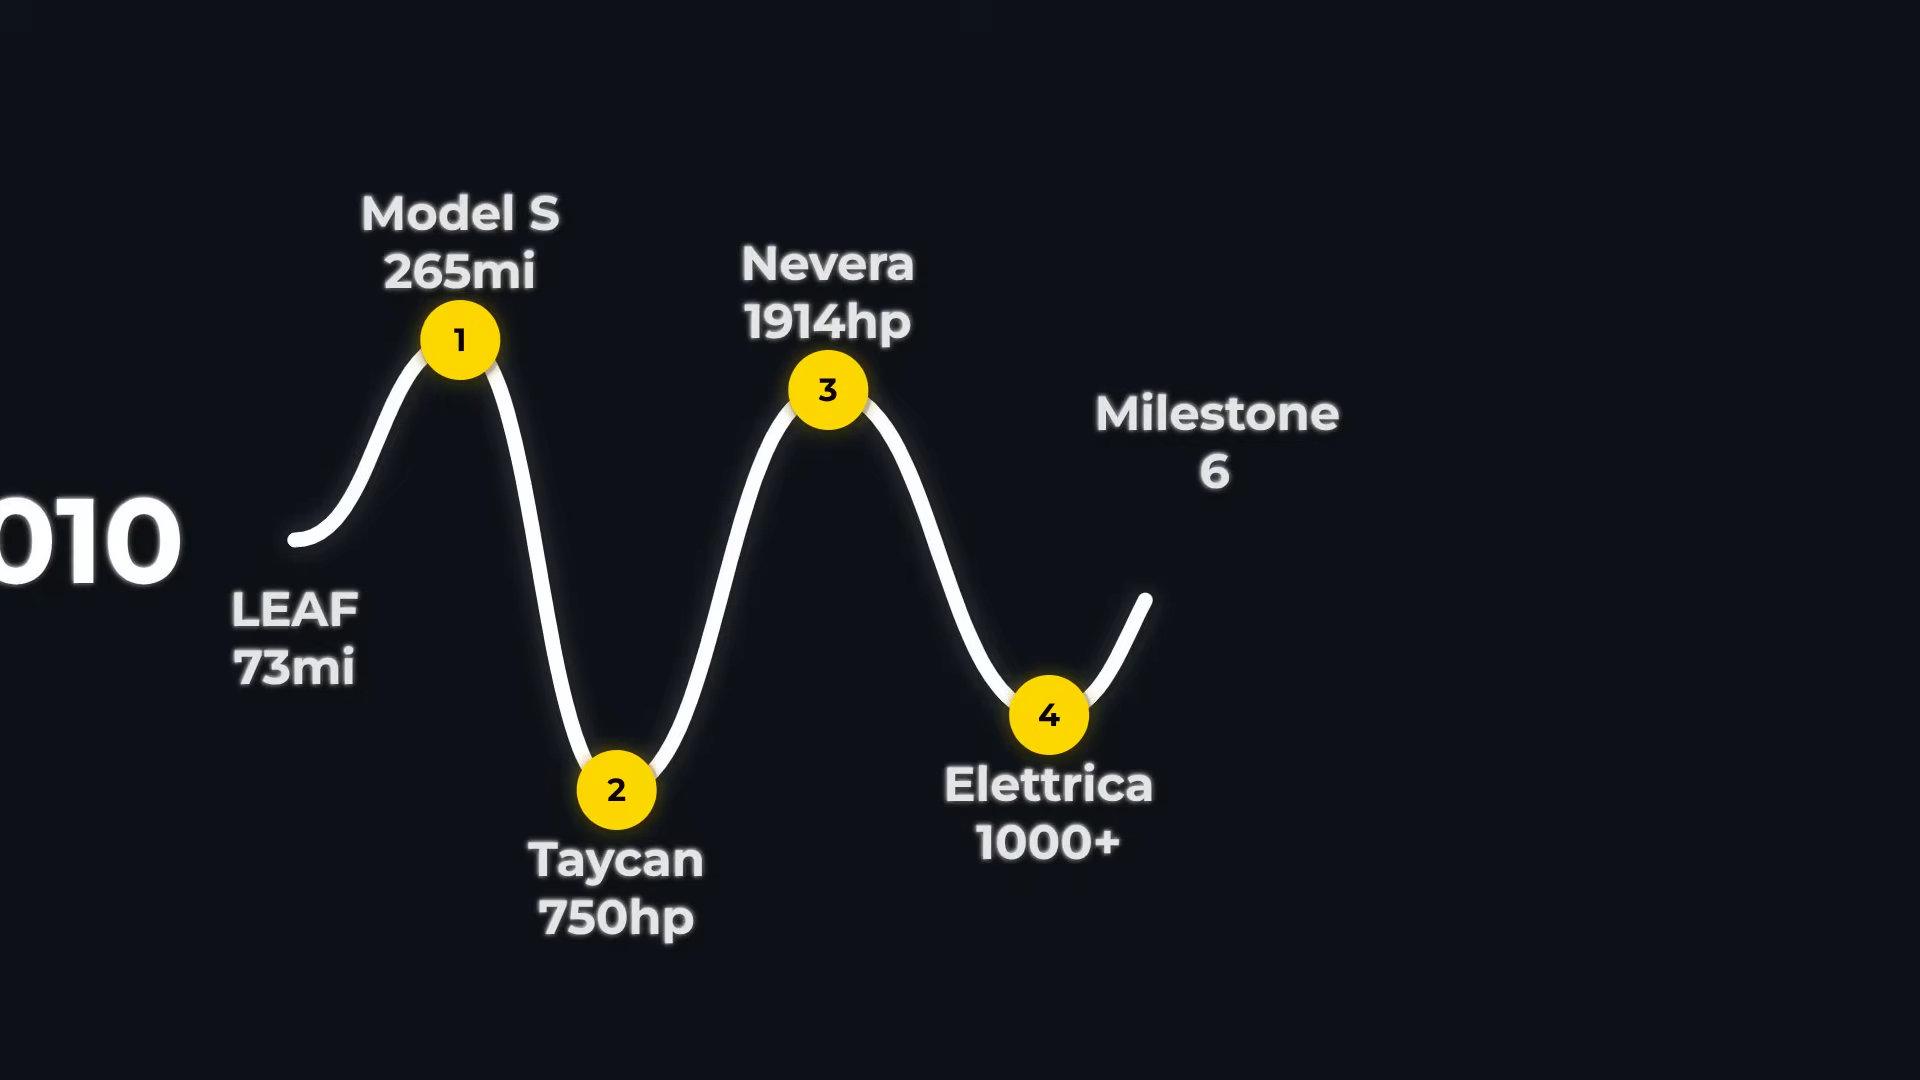 Model S
265mi
1
Nevera
1914hp
3
Milestone
6
010
LEAF
73mi
4
Elettrica
1000+
2
Taycan
750hp